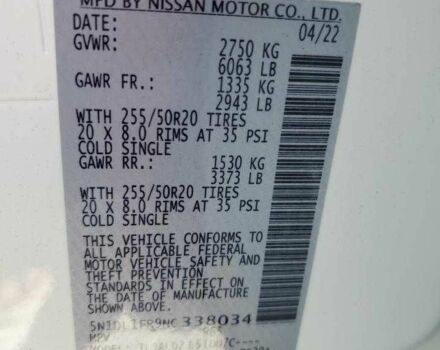 MFD BY NISSAN MOTOR CO., LTD.
DATE: 04/22
GVWR: 2750 KG
6063 LB
GAWR FR.: 1335 KG
2943 LB
WITH 255/50R20 TIRES
20 X 8.0 RIMS AT 35 PSI
COLD SINGLE
GAWR RR.: 1530 KG
3373 LB
WITH 255/50R20 TIRES
20 X 8.0 RIMS AT 35 PSI
COLD SINGLE
THIS VEHICLE CONFORMS TO
ALL APPLICABLE FEDERAL
MOTOR VEHICLE SAFETY AND
THEFT PREVENTION
STANDARDS IN EFFECT ON
THE DATE OF MANUFACTURE
SHOWN ABOVE.
338034
MPV